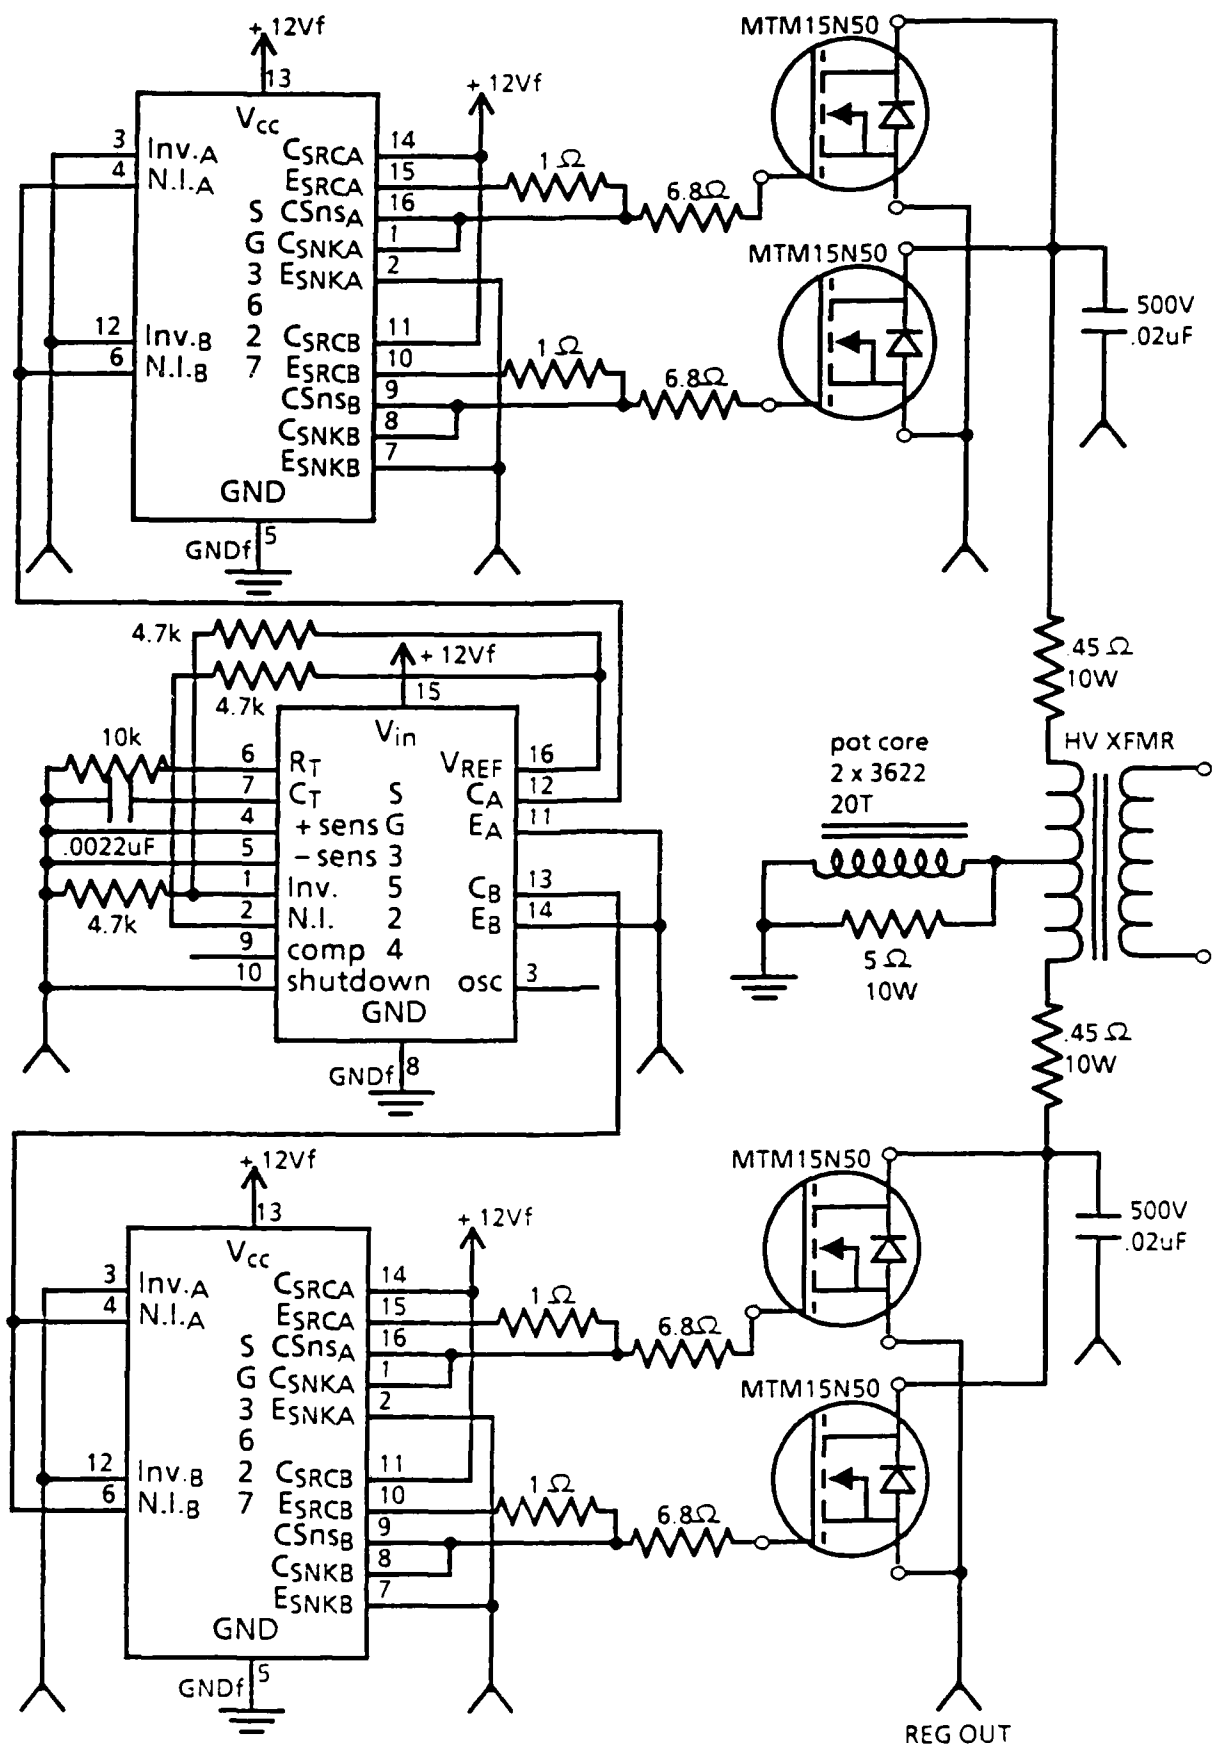 + 12Vf
13
Vcc
+ 12Vf
3 Inv.A
4 N.I.A
CSRCA 14
ESRCA 15
S CSnsA 16
G CSNKA 1
3 ESNKA 2
6
12 Inv.B
6 N.I.B
2 CSRCB 11
7 ESRCB 10
CSnsB 9
CSNKB 8
ESNKB 7
GND
GNDf 5
1 Ω
6.8Ω
1 Ω
6.8Ω
MTM15N50
MTM15N50
500V
.02uF
4.7k
4.7k
+ 12Vf
15
Vin
10k
6 RT
7 CT
4 + sens
.0022uF
5 – sens
1 Inv.
4.7k
2 N.I.
9 comp
10 shutdown
S
G
3
5
2
4
VREF 16
CA 12
EA 11
CB 13
EB 14
osc 3
GND
GNDf 8
.45 Ω
10W
HV XFMR
pot core
2 x 3622
20T
5 Ω
10W
.45 Ω
10W
+ 12Vf
13
Vcc
+ 12Vf
3 Inv.A
4 N.I.A
CSRCA 14
ESRCA 15
S CSnsA 16
G CSNKA 1
3 ESNKA 2
6
12 Inv.B
6 N.I.B
2 CSRCB 11
7 ESRCB 10
CSnsB 9
CSNKB 8
ESNKB 7
GND
GNDf 5
1 Ω
6.8Ω
1 Ω
6.8Ω
MTM15N50
MTM15N50
500V
.02uF
REG OUT